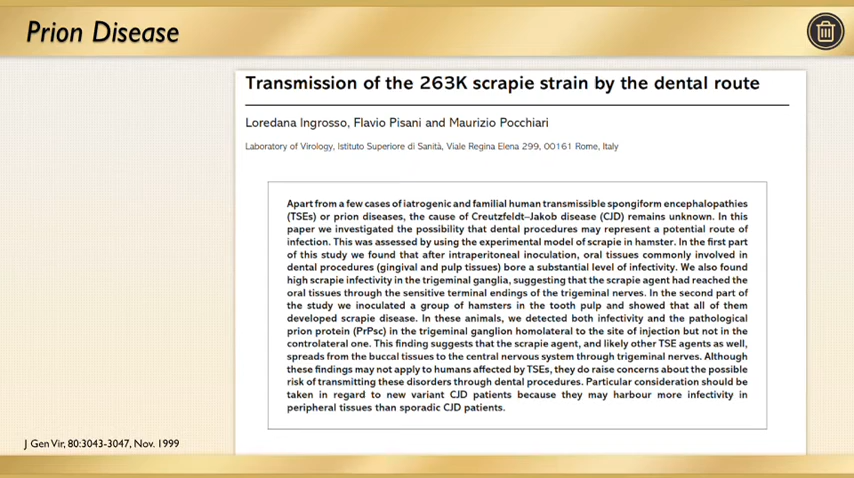 Prion Disease
Transmission of the 263K scrapie strain by the dental route
Loredana Ingrosso, Flavio Pisani and Maurizio Pocchiari
Laboratory of Virology, Istituto Superiore di Sanità, Viale Regina Elena 299, 00161 Rome, Italy
Apart from a few cases of iatrogenic and familial human transmissible spongiform encephalopathies
(TSEs) or prion diseases, the cause of Creutzfeldt–Jakob disease (CJD) remains unknown. In this
paper we investigated the possibility that dental procedures may represent a potential route of
infection. This was assessed by using the experimental model of scrapie in hamster. In the first part
of this study we found that after intraperitoneal inoculation, oral tissues commonly involved in
dental procedures (gingival and pulp tissues) bore a substantial level of infectivity. We also found
high scrapie infectivity in the trigeminal ganglia, suggesting that the scrapie agent had reached the
oral tissues through the sensitive terminal endings of the trigeminal nerves. In the second part of
the study we inoculated a group of hamsters in the tooth pulp and showed that all of them
developed scrapie disease. In these animals, we detected both infectivity and the pathological
prion protein (PrPsc) in the trigeminal ganglion homolateral to the site of injection but not in the
controlateral one. This finding suggests that the scrapie agent, and likely other TSE agents as well,
spreads from the buccal tissues to the central nervous system through trigeminal nerves. Although
these findings may not apply to humans affected by TSEs, they do raise concerns about the possible
risk of transmitting these disorders through dental procedures. Particular consideration should be
taken in regard to new variant CJD patients because they may harbour more infectivity in
peripheral tissues than sporadic CJD patients.
J Gen Vir, 80:3043-3047, Nov. 1999